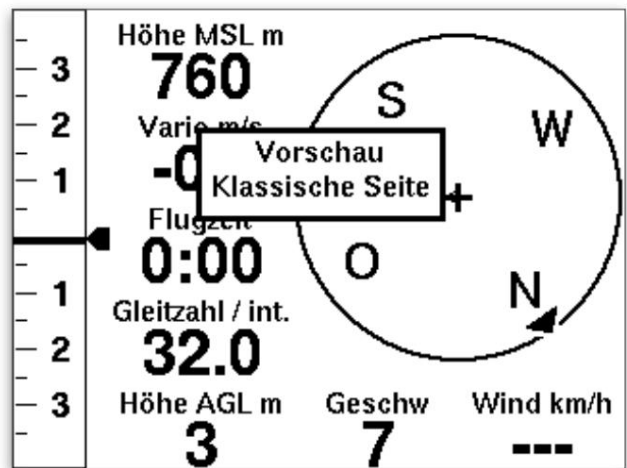 3
2
1
1
2
3
Höhe MSL m
760
Vario m/s
Vorschau
Klassische Seite
Flugzeit
0:00
Gleitzahl / int.
32.0
Höhe AGL m
3
Geschw
7
Wind km/h
---
S
W
O
N